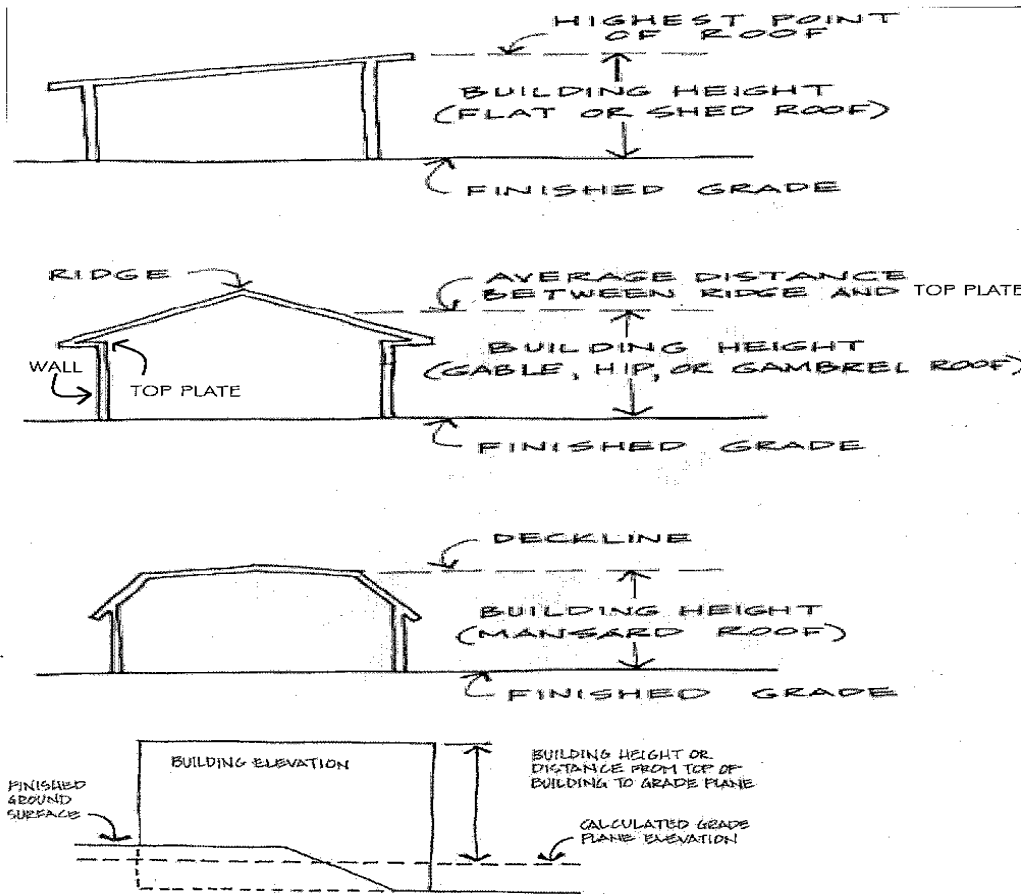 HIGHEST POINT
OF ROOF
BUILDING HEIGHT
(FLAT OR SHED ROOF)
FINISHED GRADE
RIDGE
AVERAGE DISTANCE
BETWEEN RIDGE AND TOP PLATE
WALL
TOP PLATE
BUILDING HEIGHT
(GABLE, HIP, OR GAMBREL ROOF)
FINISHED GRADE
DECKLINE
BUILDING HEIGHT
(MANSARD ROOF)
FINISHED GRADE
BUILDING ELEVATION
BUILDING HEIGHT OR
DISTANCE FROM TOP OF
BUILDING TO GRADE PLANE
FINISHED
GROUND
SURFACE
CALCULATED GRADE
PLANE ELEVATION